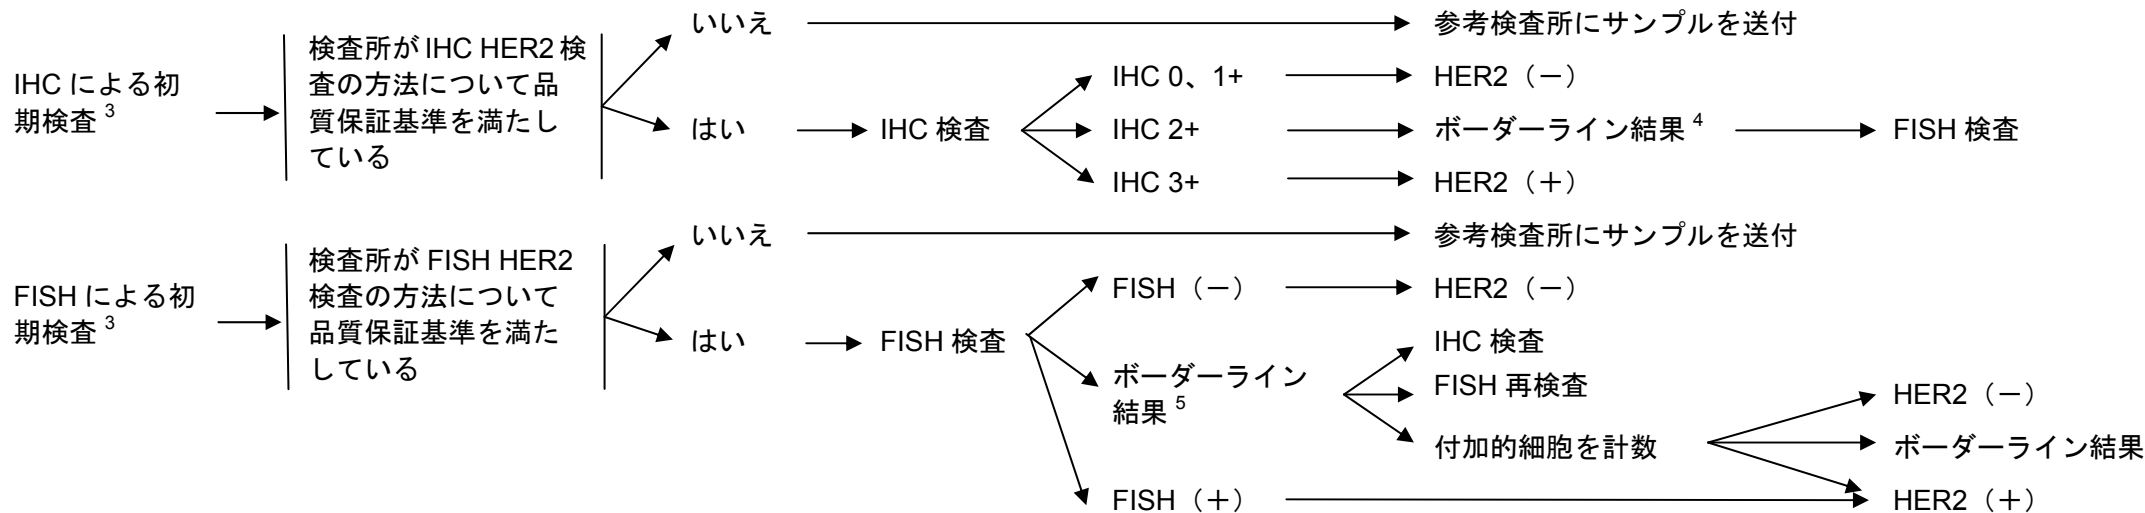 いいえ
参考検査所にサンプルを送付
IHC による初
期検査 3
検査所が IHC HER2 検
査の方法について品
質保証基準を満たし
ている
はい
IHC 検査
IHC 0、1+
HER2（－）
IHC 2+
ボーダーライン結果 4
FISH 検査
IHC 3+
HER2（＋）
いいえ
参考検査所にサンプルを送付
FISH による初
期検査 3
検査所が FISH HER2
検査の方法について
品質保証基準を満た
している
はい
FISH 検査
FISH（－）
HER2（－）
ボーダーライン
結果 5
IHC 検査
FISH 再検査
付加的細胞を計数
HER2（－）
ボーダーライン結果
FISH（＋）
HER2（＋）